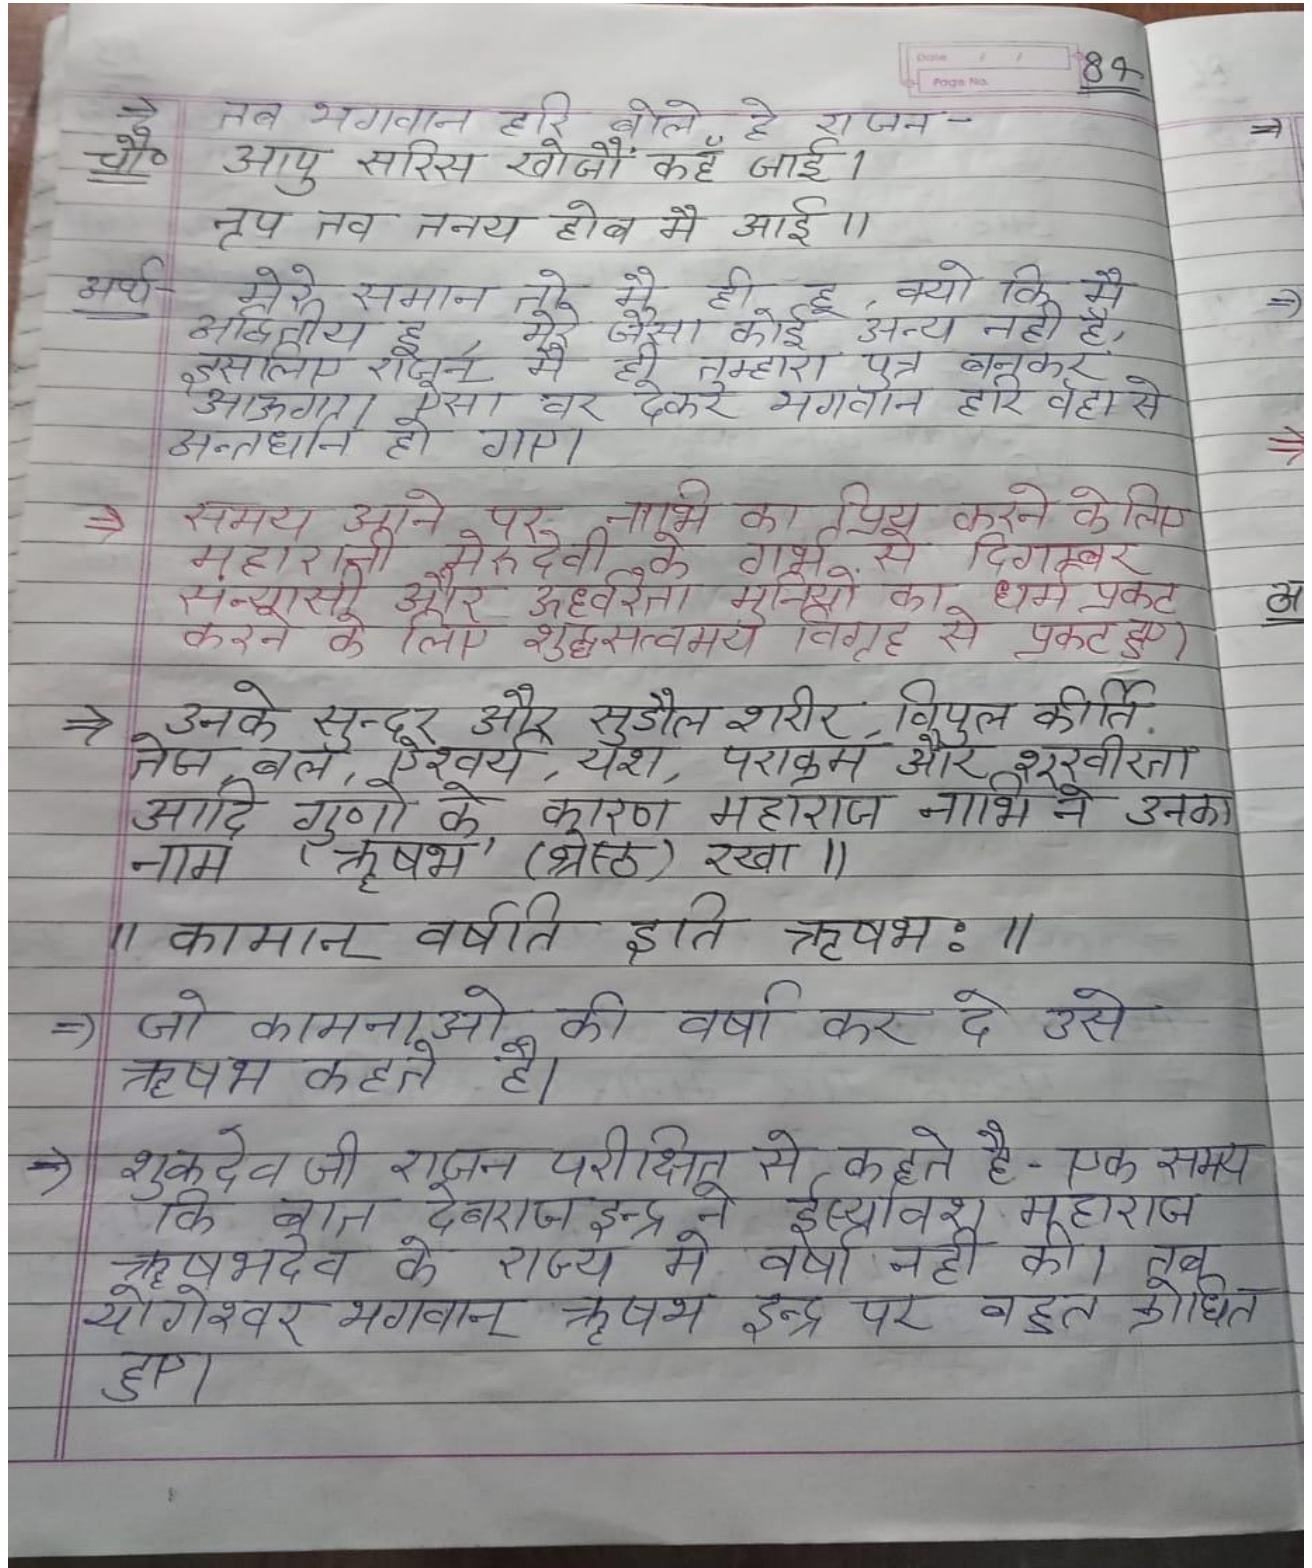 Date / /
Page No.
84
⇒ तब भगवान हरि बोले हे राजन -
चौ० आपु सरिस खोजौं कहँ जाई।
नृप तव तनय होब मै आई॥
अर्थ- मेरे समान तो मै ही हू, क्यो कि मै
अद्वितीय हू, मेरे जैसा कोई अन्य नही है,
इसलिए राजन् मै ही तुम्हारा पुत्र बनकर
आऊगा। ऐसा वर देकर भगवान हरि वहा से
अन्तर्धान हो गए।
⇒ समय आने पर नाभि का प्रिय करने के लिए
महारानी मेरुदेवी के गर्भ से दिगम्बर
सन्यासी और ऊर्ध्वरेता मुनियो का धर्म प्रकट
करने के लिए शुद्धसत्वमय विगृह से प्रकट हुए।
⇒ उनके सुन्दर और सुडौल शरीर, विपुल कीर्ति,
तेज, बल, ऐश्वर्य, यश, पराक्रम और शूरवीरता
आदि गुणो के कारण महाराज नाभि ने उनका
नाम 'ऋषभ' (श्रेस्ठ) रखा॥
॥ कामान् वर्षति इति ऋषभः ॥
⇒ जो कामनाओ की वर्षा कर दे उसे
ऋषभ कहते है।
⇒ शुकदेव जी राजन परीक्षित् से कहते है - एक समय
कि बात देवराज इन्द्र ने ईर्ष्यावश महाराज
ऋषभदेव के राज्य मे वर्षा नही की। तब
योगेश्वर भगवान् ऋषभ इन्द्र पर बहुत क्रोधित
हुए।
⇒
⇒
⇒
अ